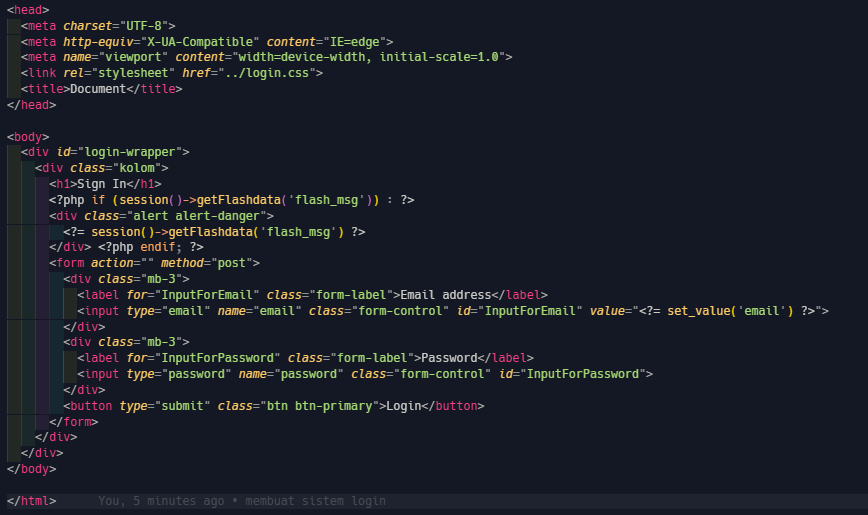 <head>
<meta charset="UTF-8">
<meta http-equiv="X-UA-Compatible" content="IE=edge">
<meta name="viewport" content="width=device-width, initial-scale=1.0">
<link rel="stylesheet" href="../login.css">
<title>Document</title>
</head>
<body>
<div id="login-wrapper">
<div class="kolom">
<h1>Sign In</h1>
<?php if (session()->getFlashdata('flash_msg')) : ?>
<div class="alert alert-danger">
<?= session()->getFlashdata('flash_msg') ?>
</div> <?php endif; ?>
<form action="" method="post">
<div class="mb-3">
<label for="InputForEmail" class="form-label">Email address</label>
<input type="email" name="email" class="form-control" id="InputForEmail" value="<?= set_value('email') ?>">
</div>
<div class="mb-3">
<label for="InputForPassword" class="form-label">Password</label>
<input type="password" name="password" class="form-control" id="InputForPassword">
</div>
<button type="submit" class="btn btn-primary">Login</button>
</form>
</div>
</div>
</body>
</html> You, 5 minutes ago • membuat sistem login